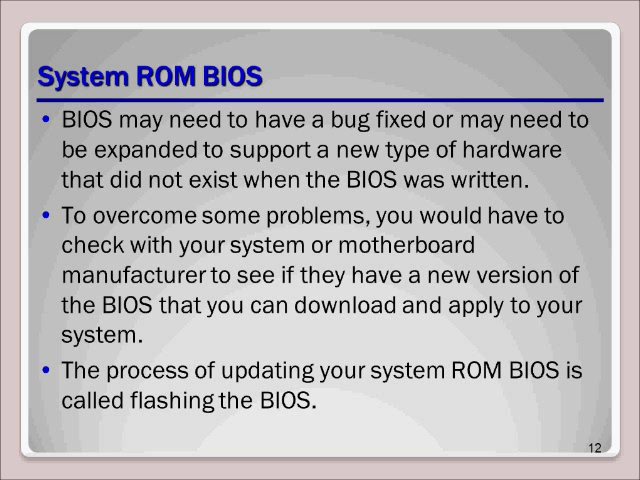 System ROM BIOS
• BIOS may need to have a bug fixed or may need to
be expanded to support a new type of hardware
that did not exist when the BIOS was written.
• To overcome some problems, you would have to
check with your system or motherboard
manufacturer to see if they have a new version of
the BIOS that you can download and apply to your
system.
• The process of updating your system ROM BIOS is
called flashing the BIOS.
12